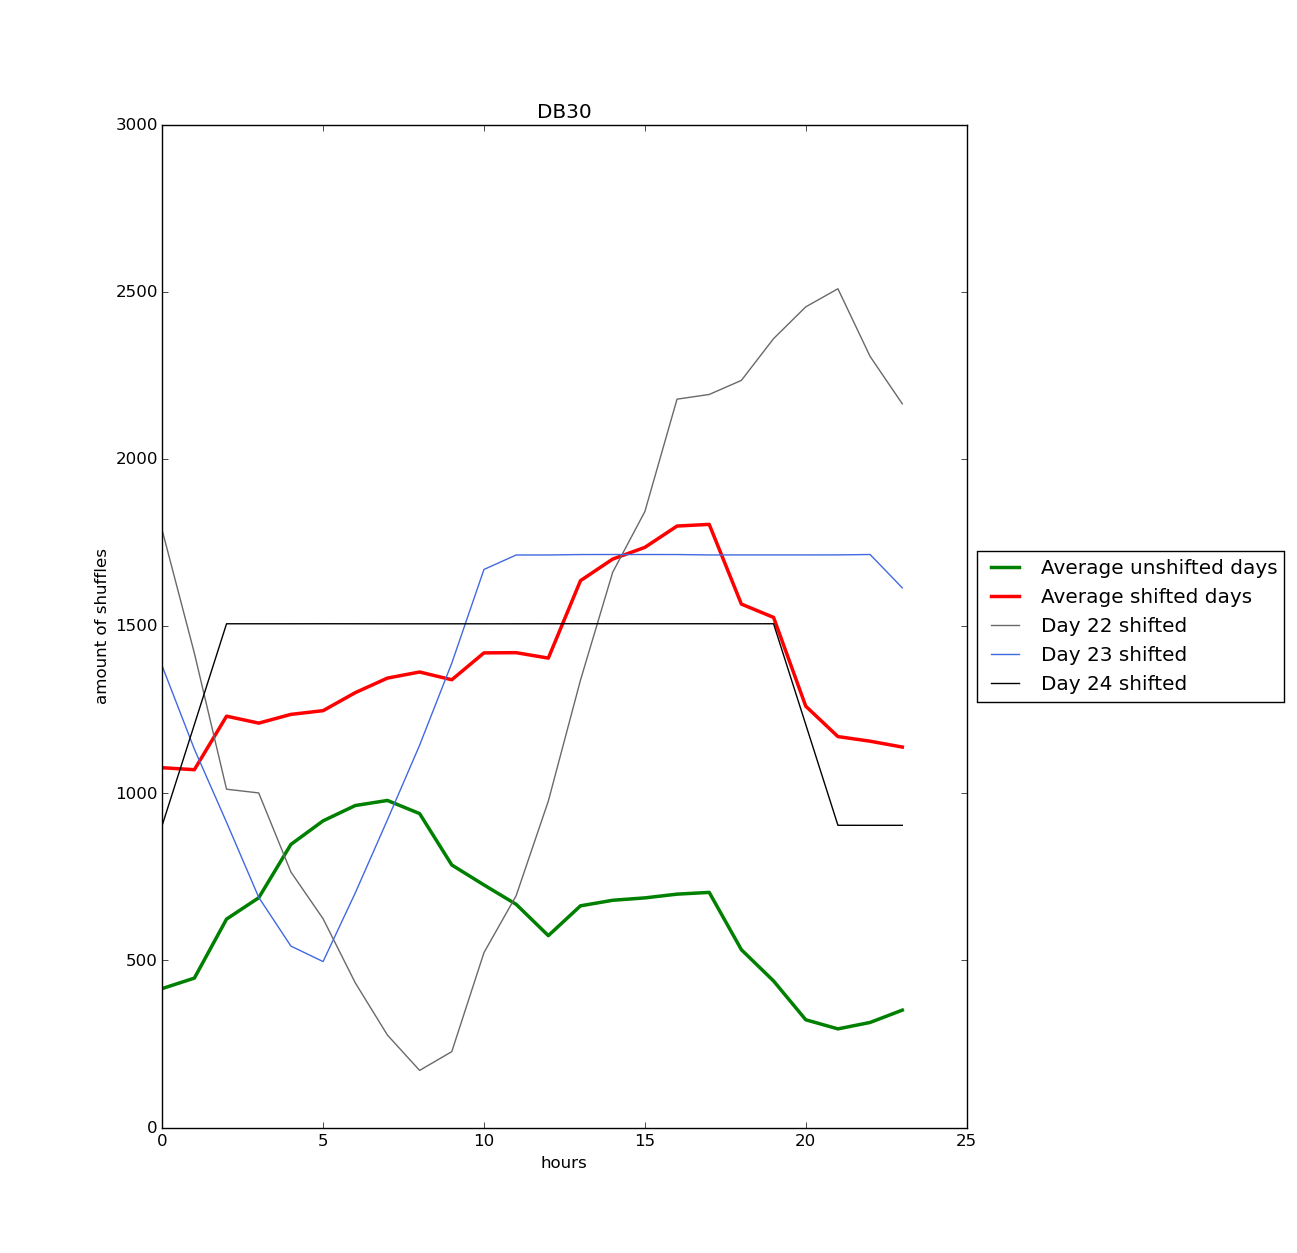 DB30
3000
2500
2000
1500
1000
500
0
amount of shuffles
0 5 10 15 20 25
hours
Average unshifted days
Average shifted days
Day 22 shifted
Day 23 shifted
Day 24 shifted